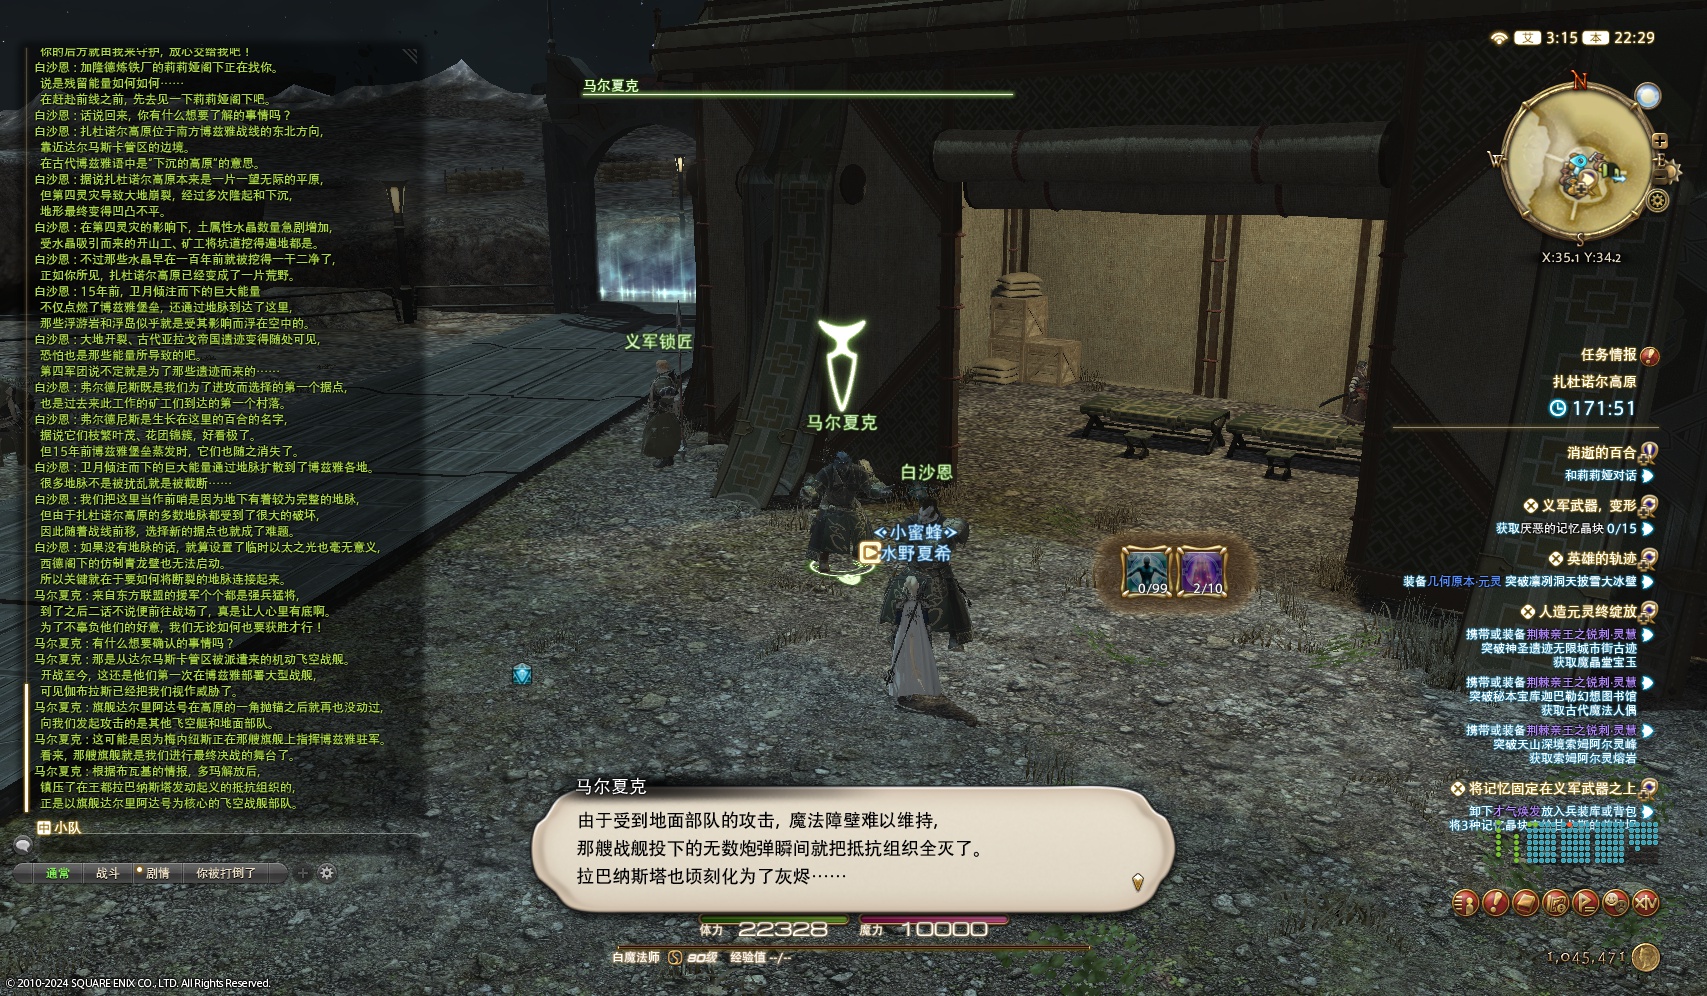 你的后方就由我来守护，放心交给我吧！
白沙恩：加隆德炼铁厂的莉莉娅阁下正在找你。
说是残留能量如何如何……
在赶赴前线之前，先去见一下莉莉娅阁下吧。
白沙恩：话说回来，你有什么想要了解的事情吗？
白沙恩：扎杜诺尔高原位于南方博兹雅战线的东北方向，
靠近达尔马斯卡管区的边境。
在古代博兹雅语中是“下沉的高原”的意思。
白沙恩：据说扎杜诺尔高原本来是一片一望无际的平原，
但第四灵灾导致大地崩裂，经过多次隆起和下沉，
地形最终变得凹凸不平。
白沙恩：在第四灵灾的影响下，土属性水晶数量急剧增加，
受水晶吸引而来的开山工、矿工将坑道挖得遍地都是。
白沙恩：不过那些水晶早在一百年前就被挖得一干二净了，
正如你所见，扎杜诺尔高原已经变成了一片荒野。
白沙恩：15年前，卫月倾注而下的巨大能量
不仅点燃了博兹雅堡垒，还通过地脉到达了这里，
那些浮游岩和浮岛似乎就是受其影响而浮在空中的。
白沙恩：大地开裂、古代亚拉戈帝国遗迹变得随处可见，
恐怕也是那些能量所导致的吧。
第四军团说不定就是为了那些遗迹而来的……
白沙恩：弗尔德尼斯既是我们为了进攻而选择的第一个据点，
也是过去来此工作的矿工们到达的第一个村落。
白沙恩：弗尔德尼斯是生长在这里的百合的名字，
据说它们枝繁叶茂、花团锦簇，好看极了。
但15年前博兹雅堡垒蒸发时，它们也随之消失了。
白沙恩：卫月倾注而下的巨大能量通过地脉扩散到了博兹雅各地。
很多地脉不是被扰乱就是被截断……
白沙恩：我们把这里当作前哨是因为地下有着较为完整的地脉，
但由于扎杜诺尔高原的多数地脉都受到了很大的破坏，
因此随着战线前移，选择新的据点也就成了难题。
白沙恩：如果没有地脉的话，就算设置了临时以太之光也毫无意义，
西德阁下的仿制青龙壁也无法启动。
所以关键就在于要如何将断裂的地脉连接起来。
马尔夏克：来自东方联盟的援军个个都是强兵猛将，
到了之后二话不说便前往战场了，真是让人心里有底啊。
为了不辜负他们的好意，我们无论如何也要获胜才行！
马尔夏克：有什么想要确认的事情吗？
马尔夏克：那是从达尔马斯卡管区被派遣来的机动飞空战舰。
开战至今，这还是他们第一次在博兹雅部署大型战舰，
可见伽布拉斯已经把我们视作威胁了。
马尔夏克：旗舰达尔里阿达号在高原的一角抛锚之后就再也没动过，
向我们发起攻击的是其他飞空艇和地面部队。
马尔夏克：这可能是因为梅内纽斯正在那艘旗舰上指挥博兹雅驻军。
看来，那艘旗舰就是我们进行最终决战的舞台了。
马尔夏克：根据布瓦基的情报，多玛解放后，
镇压了在王都拉巴纳斯塔发动起义的抵抗组织的，
正是以旗舰达尔里阿达号为核心的飞空战舰部队。
小队
通常 战斗 剧情 你被打倒了
马尔夏克
义军锁匠
马尔夏克
白沙恩
小蜜蜂
水野夏希
0/99 2/10
马尔夏克
由于受到地面部队的攻击，魔法障壁难以维持，
那艘战舰投下的无数炮弹瞬间就把抵抗组织全灭了。
拉巴纳斯塔也顷刻化为了灰烬……
体力 22328 魔力 10000
白魔法师 80级 经验值 --/--
艾 3:15 本 22:29
N
W
E
S
X:35.1 Y:34.2
任务情报
扎杜诺尔高原
171:51
消逝的百合
和莉莉娅对话
义军武器，变形
获取厌恶的记忆晶块 0/15
英雄的轨迹
装备几何原本·元灵 突破凛冽洞天披雪大冰壁
人造元灵终绽放
携带或装备荆棘亲王之锐刺·灵慧
突破神圣遗迹无限城市街古迹
获取魔晶堂宝玉
携带或装备荆棘亲王之锐刺·灵慧
突破秘本宝库迦巴勒幻想图书馆
获取古代魔法人偶
携带或装备荆棘亲王之锐刺·灵慧
突破天山深境索姆阿尔灵峰
获取索姆阿尔灵熔岩
将记忆固定在义军武器之上
卸下才气焕发放入兵装库或背包
将3种记忆晶块
XIV
1,045,471
© 2010-2024 SQUARE ENIX CO., LTD. All Rights Reserved.